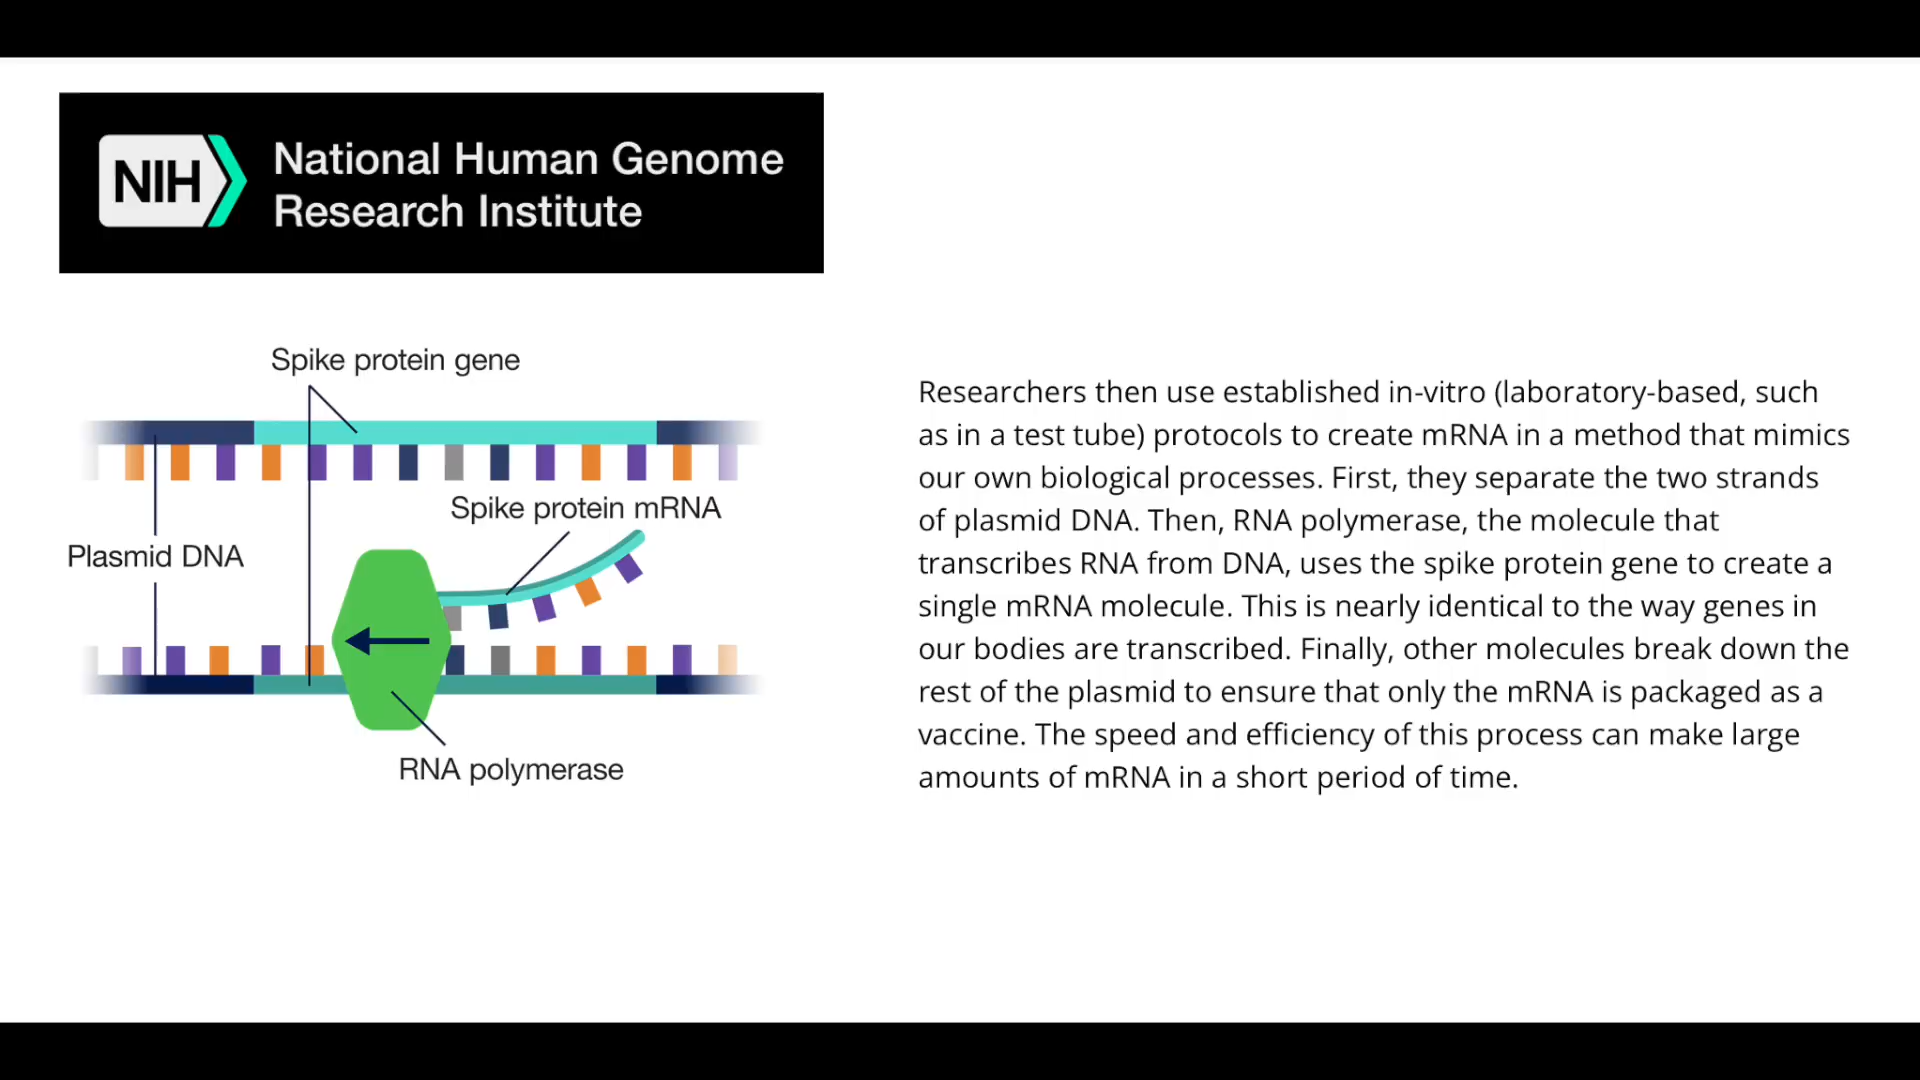 NIH
National Human Genome
Research Institute
Spike protein gene
Spike protein mRNA
Plasmid DNA
RNA polymerase
Researchers then use established in-vitro (laboratory-based, such
as in a test tube) protocols to create mRNA in a method that mimics
our own biological processes. First, they separate the two strands
of plasmid DNA. Then, RNA polymerase, the molecule that
transcribes RNA from DNA, uses the spike protein gene to create a
single mRNA molecule. This is nearly identical to the way genes in
our bodies are transcribed. Finally, other molecules break down the
rest of the plasmid to ensure that only the mRNA is packaged as a
vaccine. The speed and efficiency of this process can make large
amounts of mRNA in a short period of time.